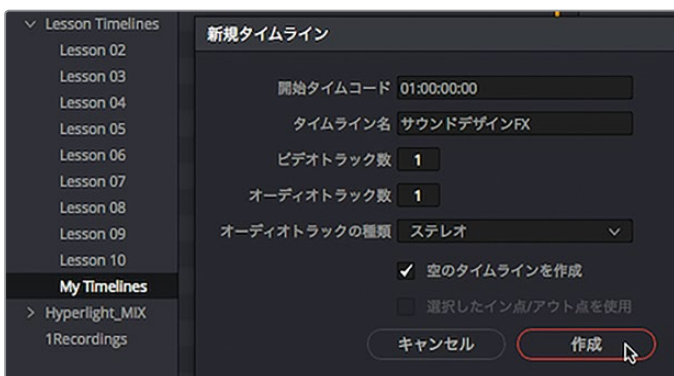 Lesson Timelines
Lesson 02
Lesson 03
Lesson 04
Lesson 05
Lesson 06
Lesson 07
Lesson 08
Lesson 09
Lesson 10
My Timelines
Hyperlight_MIX
1Recordings
新規タイムライン
開始タイムコード 01:00:00:00
タイムライン名 サウンドデザインFX
ビデオトラック数 1
オーディオトラック数 1
オーディオトラックの種類 ステレオ
空のタイムラインを作成
選択したイン点/アウト点を使用
キャンセル 作成